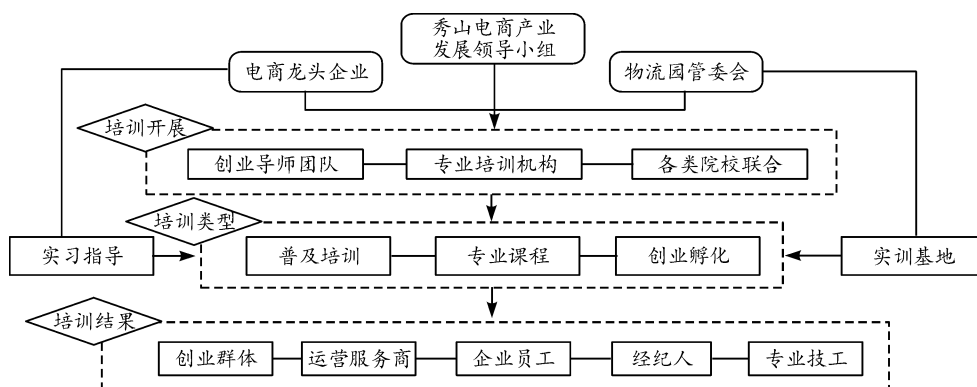 秀山电商产业
发展领导小组
电商龙头企业
物流园管委会
培训开展
创业导师团队
专业培训机构
各类院校联合
培训类型
实习指导
普及培训
专业课程
创业孵化
实训基地
培训结果
创业群体
运营服务商
企业员工
经纪人
专业技工